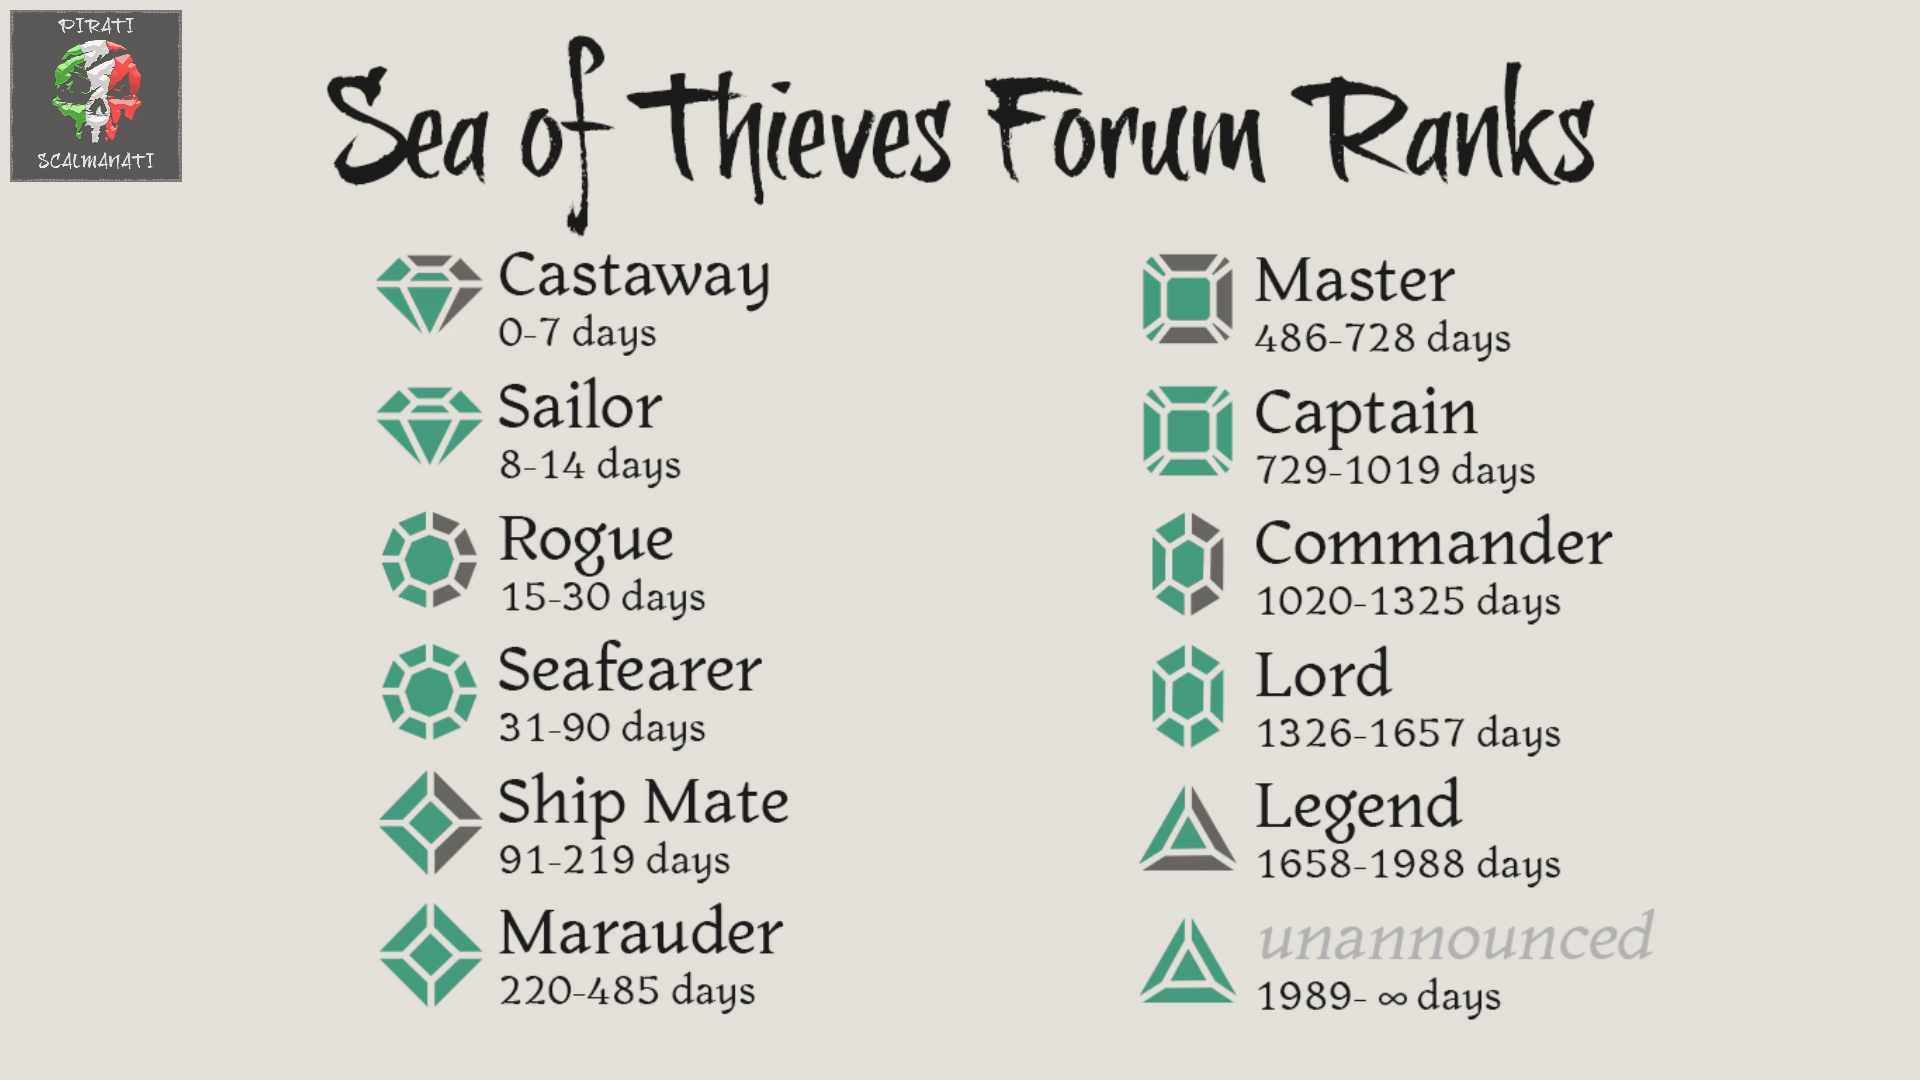 PIRATI
SCALMANATI
Sea of Thieves Forum Ranks
Castaway
0-7 days
Sailor
8-14 days
Rogue
15-30 days
Seafearer
31-90 days
Ship Mate
91-219 days
Marauder
220-485 days
Master
486-728 days
Captain
729-1019 days
Commander
1020-1325 days
Lord
1326-1657 days
Legend
1658-1988 days
unannounced
1989- ∞ days